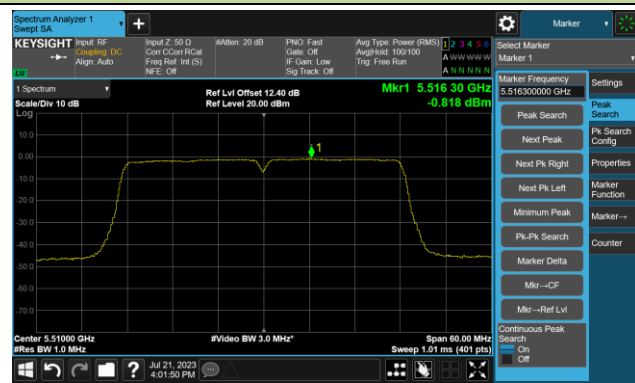 Spectrum Analyzer 1
Swept SA
+
Marker
KEYSIGHT
Input: RF
Coupling: DC
Align: Auto
Input Z: 50 Ω
Corr CCorr RCal
Freq Ref: Int (S)
NFE: Off
#Atten: 20 dB
PNO: Fast
Gate: Off
IF Gain: Low
Sig Track: Off
Avg Type: Power (RMS)
Avg|Hold: 100/100
Trig: Free Run
1 2 3 4 5 6
A W W W W W
A N N N N N
LW
Select Marker
Marker 1
1 Spectrum
Scale/Div 10 dB
Log
Ref Lvl Offset 12.40 dB
Ref Level 20.00 dBm
Mkr1 5.516 30 GHz
-0.818 dBm
Marker Frequency
5.516300000 GHz
Settings
Peak Search
Peak
Search
Next Peak
Pk Search
Config
Next Pk Right
Properties
Next Pk Left
Marker
Function
Minimum Peak
Marker→
Pk-Pk Search
Counter
Marker Delta
Mkr→CF
Mkr→Ref Lvl
Continuous Peak
Search
On
Off
10.0
0.00
-10.0
-20.0
-30.0
-40.0
-50.0
-60.0
-70.0
1
Center 5.51000 GHz
#Res BW 1.0 MHz
#Video BW 3.0 MHz*
Span 60.00 MHz
Sweep 1.01 ms (401 pts)
?
Jul 21, 2023
4:01:50 PM